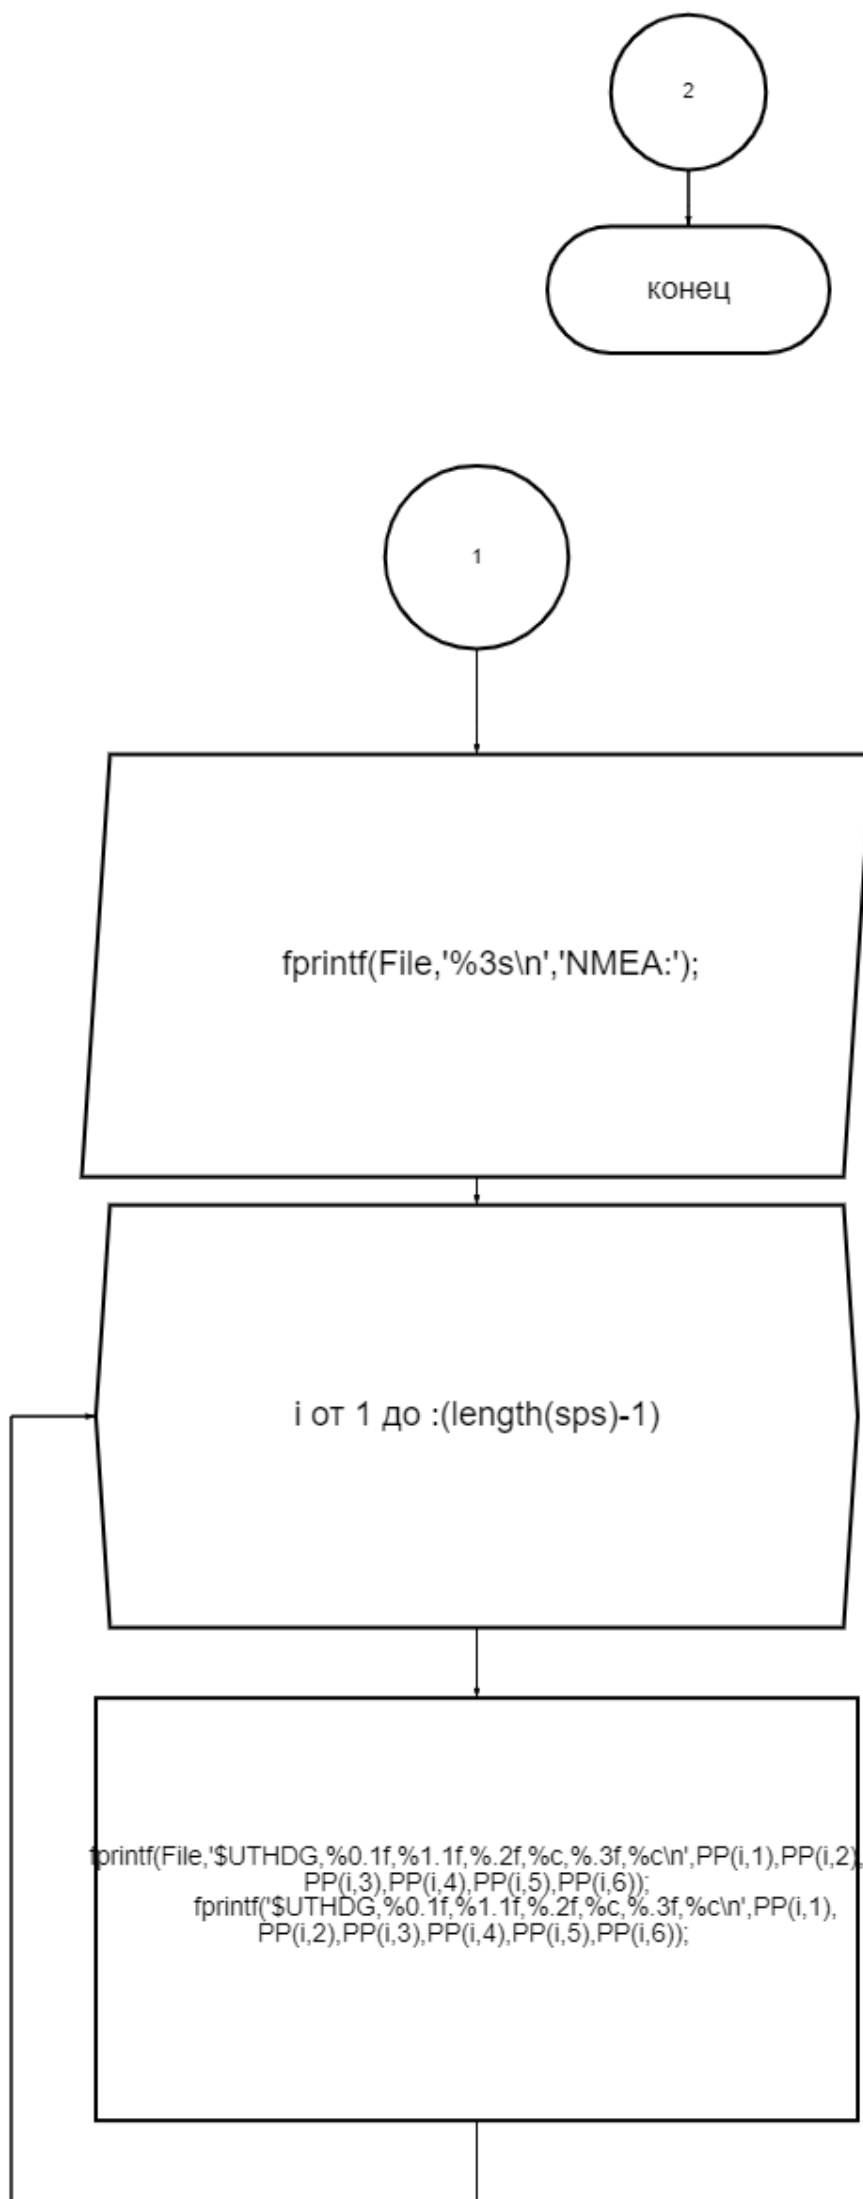 2
конец
1
fprintf(File,'%3s\n','NMEA:');
i от 1 до :(length(sps)-1)
fprintf(File,'$UTHDG,%0.1f,%1.1f,%.2f,%c,%.3f,%c\n',PP(i,1),PP(i,2),
PP(i,3),PP(i,4),PP(i,5),PP(i,6));
fprintf('$UTHDG,%0.1f,%1.1f,%.2f,%c,%.3f,%c\n',PP(i,1),
PP(i,2),PP(i,3),PP(i,4),PP(i,5),PP(i,6));